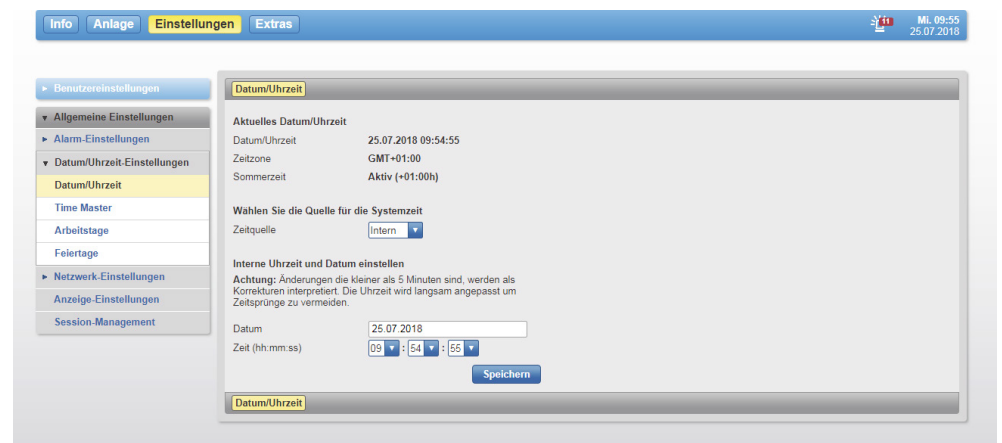 Info Anlage Einstellungen Extras
11 Mi. 09:55
25.07.2018
Benutzereinstellungen
Allgemeine Einstellungen
Alarm-Einstellungen
Datum/Uhrzeit-Einstellungen
Datum/Uhrzeit
Time Master
Arbeitstage
Feiertage
Netzwerk-Einstellungen
Anzeige-Einstellungen
Session-Management
Datum/Uhrzeit
Aktuelles Datum/Uhrzeit
Datum/Uhrzeit 25.07.2018 09:54:55
Zeitzone GMT+01:00
Sommerzeit Aktiv (+01:00h)
Wählen Sie die Quelle für die Systemzeit
Zeitquelle Intern
Interne Uhrzeit und Datum einstellen
Achtung: Änderungen die kleiner als 5 Minuten sind, werden als
Korrekturen interpretiert. Die Uhrzeit wird langsam angepasst um
Zeitsprünge zu vermeiden.
Datum 25.07.2018
Zeit (hh:mm:ss) 09 : 54 : 55
Speichern
Datum/Uhrzeit